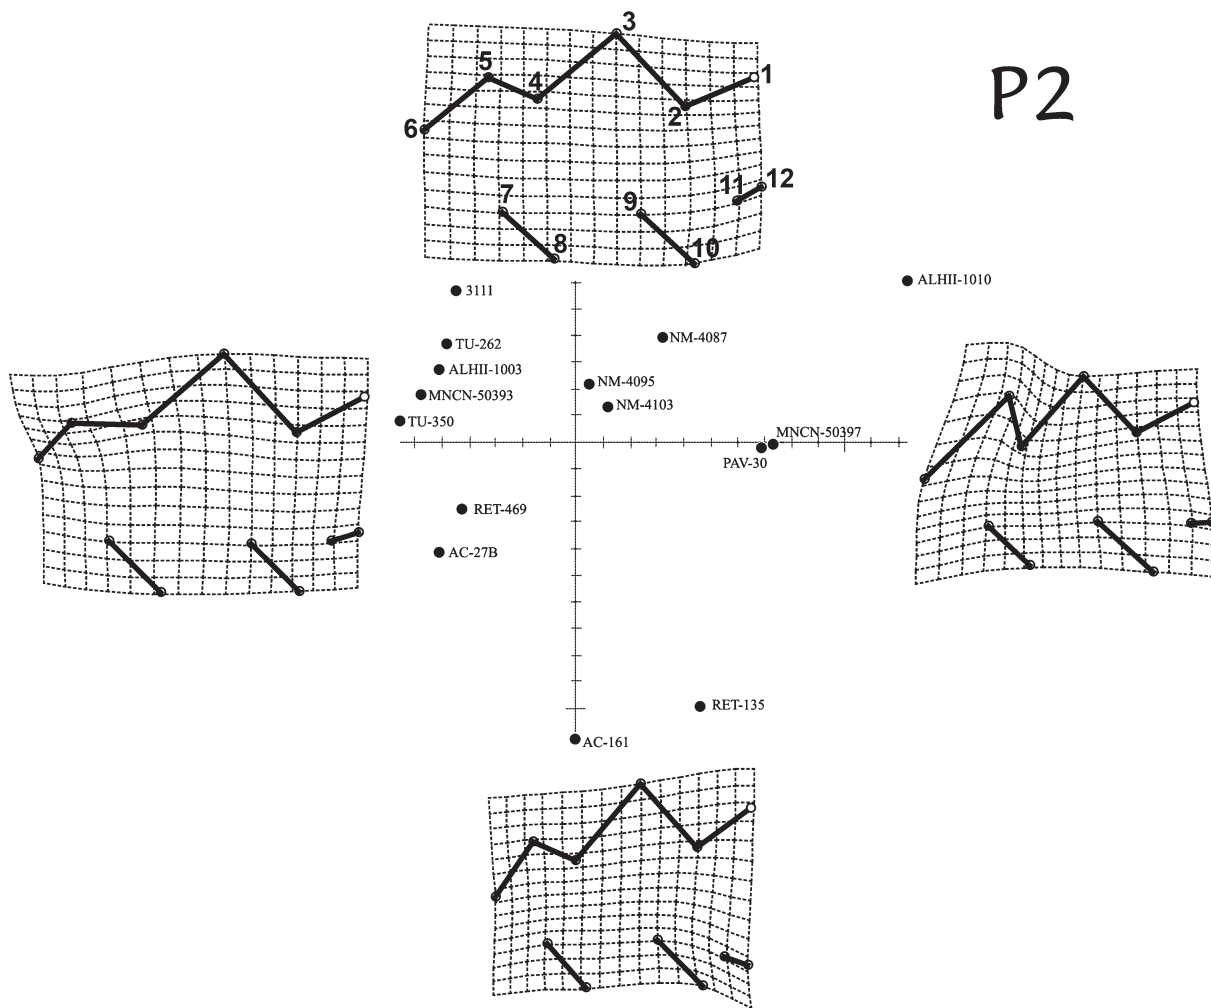 3
5
4
1
2
6
P2
7
8
9
10
11
12
ALHII-1010
3111
TU-262
NM-4087
ALHII-1003
NM-4095
MNCN-50393
NM-4103
TU-350
MNCN-50397
PAV-30
RET-469
AC-27B
RET-135
AC-161